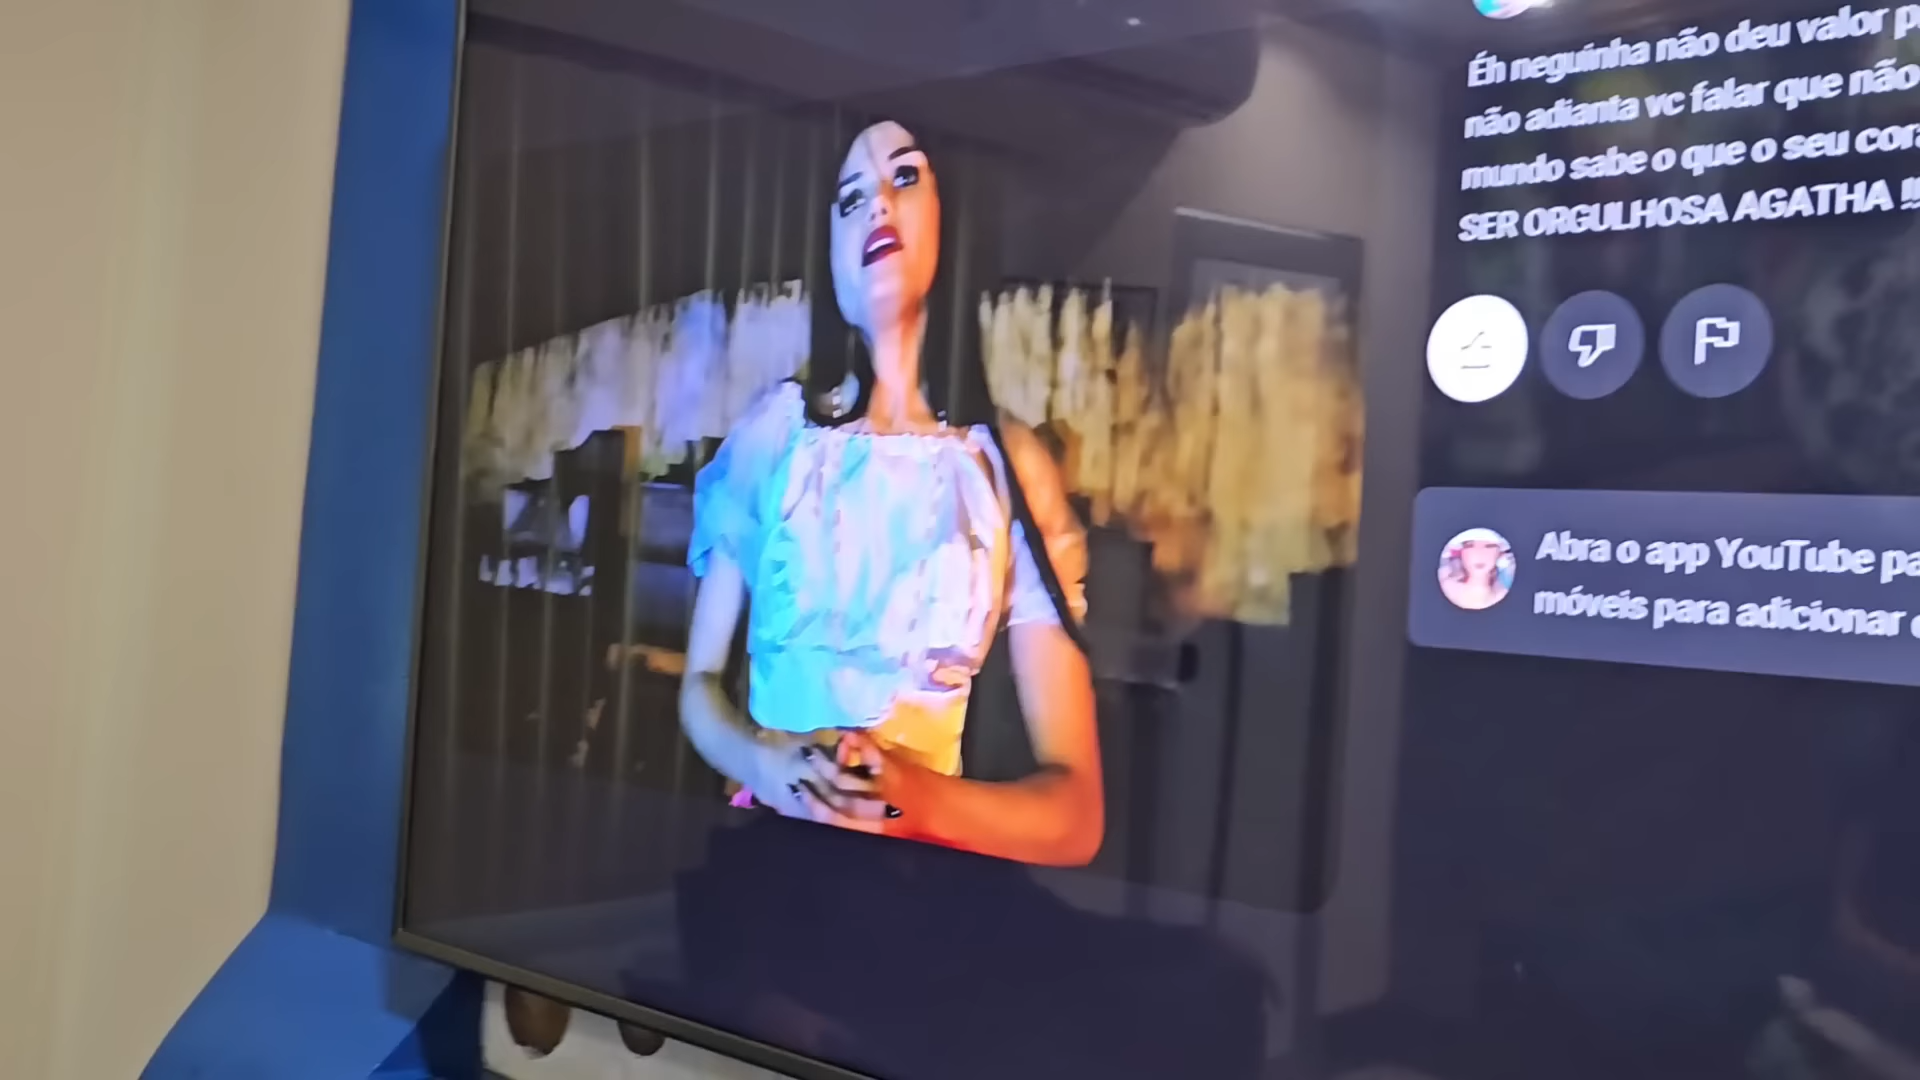 Éh neguinha não deu valor
não adianta vc falar que não
mundo sabe o que o seu
SER ORGULHOSA AGATHA !!!
Abra o app YouTube
móveis para adicionar